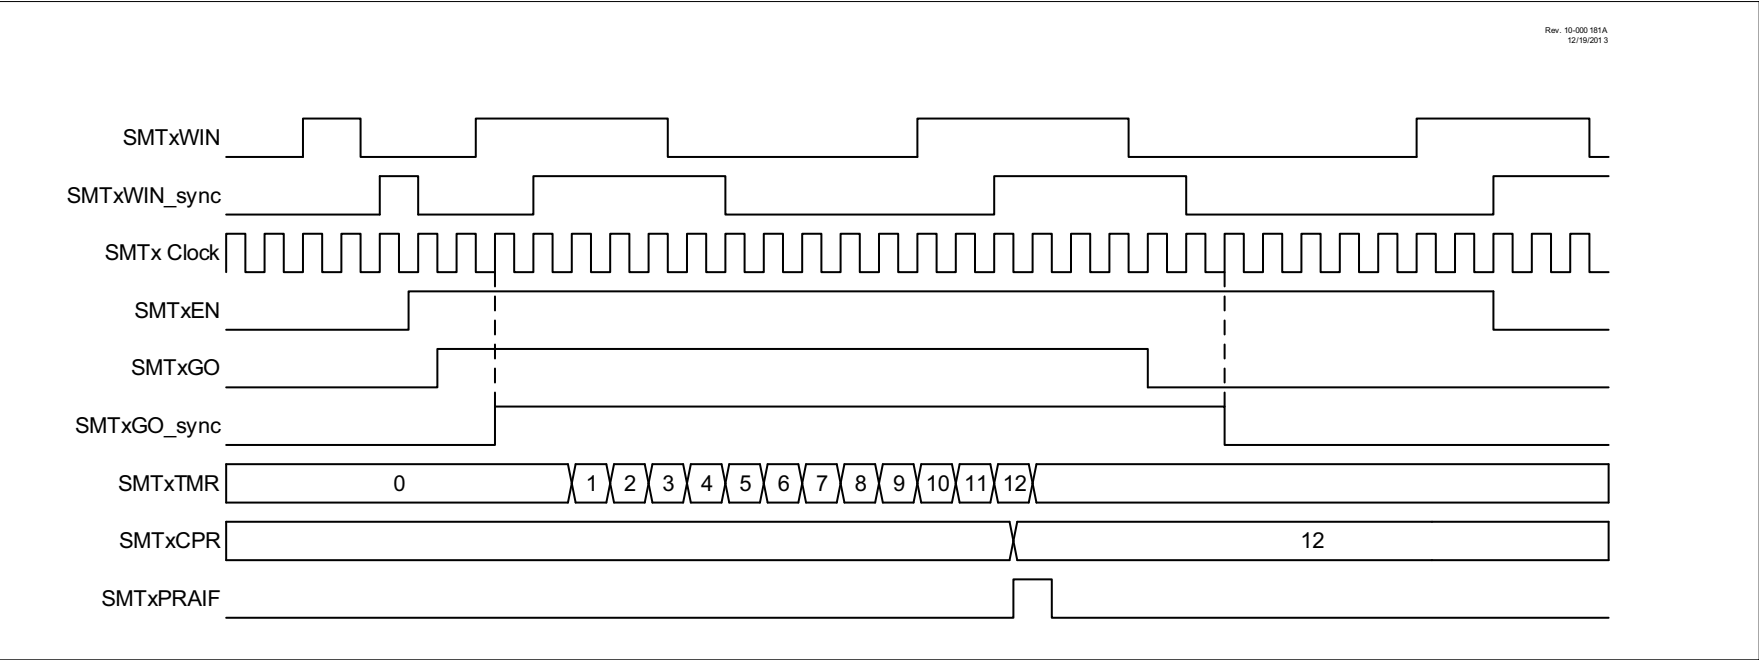 Rev. 10-000 181A
12/19/201 3
SMTxWIN
SMTxWIN_sync
SMTx Clock
SMTxEN
SMTxGO
SMTxGO_sync
SMTxTMR 0 1 2 3 4 5 6 7 8 9 10 11 12
SMTxCPR 12
SMTxPRAIF